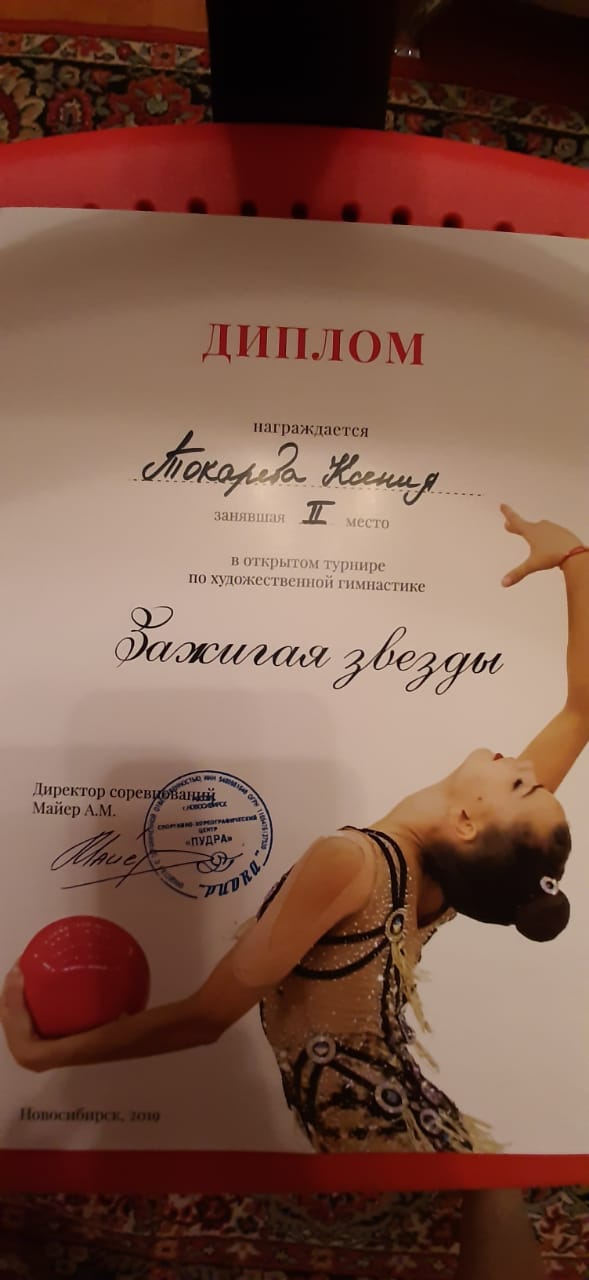 ДИПЛОМ
награждается
Токарева Ксения
занявшая II место
в открытом турнире
по художественной гимнастике
Зажигая звезды
Директор соревнований
Майер А.М.
г.НОВОСИБИРСК
СПОРТИВНО-ХОРЕОГРАФИЧЕСКИЙ
ЦЕНТР
«ПУДРА»
Новосибирск, 2019